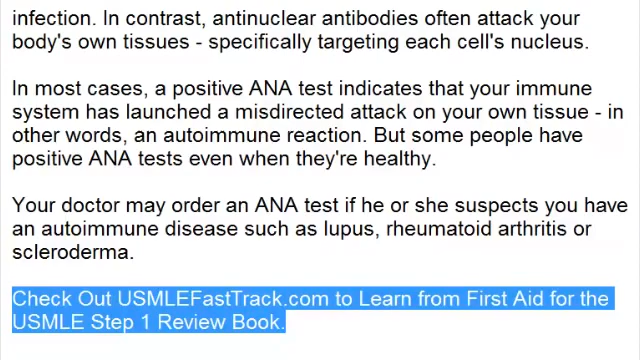 infection. In contrast, antinuclear antibodies often attack your
body's own tissues - specifically targeting each cell's nucleus.
In most cases, a positive ANA test indicates that your immune
system has launched a misdirected attack on your own tissue - in
other words, an autoimmune reaction. But some people have
positive ANA tests even when they're healthy.
Your doctor may order an ANA test if he or she suspects you have
an autoimmune disease such as lupus, rheumatoid arthritis or
scleroderma.
Check Out USMLEFastTrack.com to Learn from First Aid for the
USMLE Step 1 Review Book.